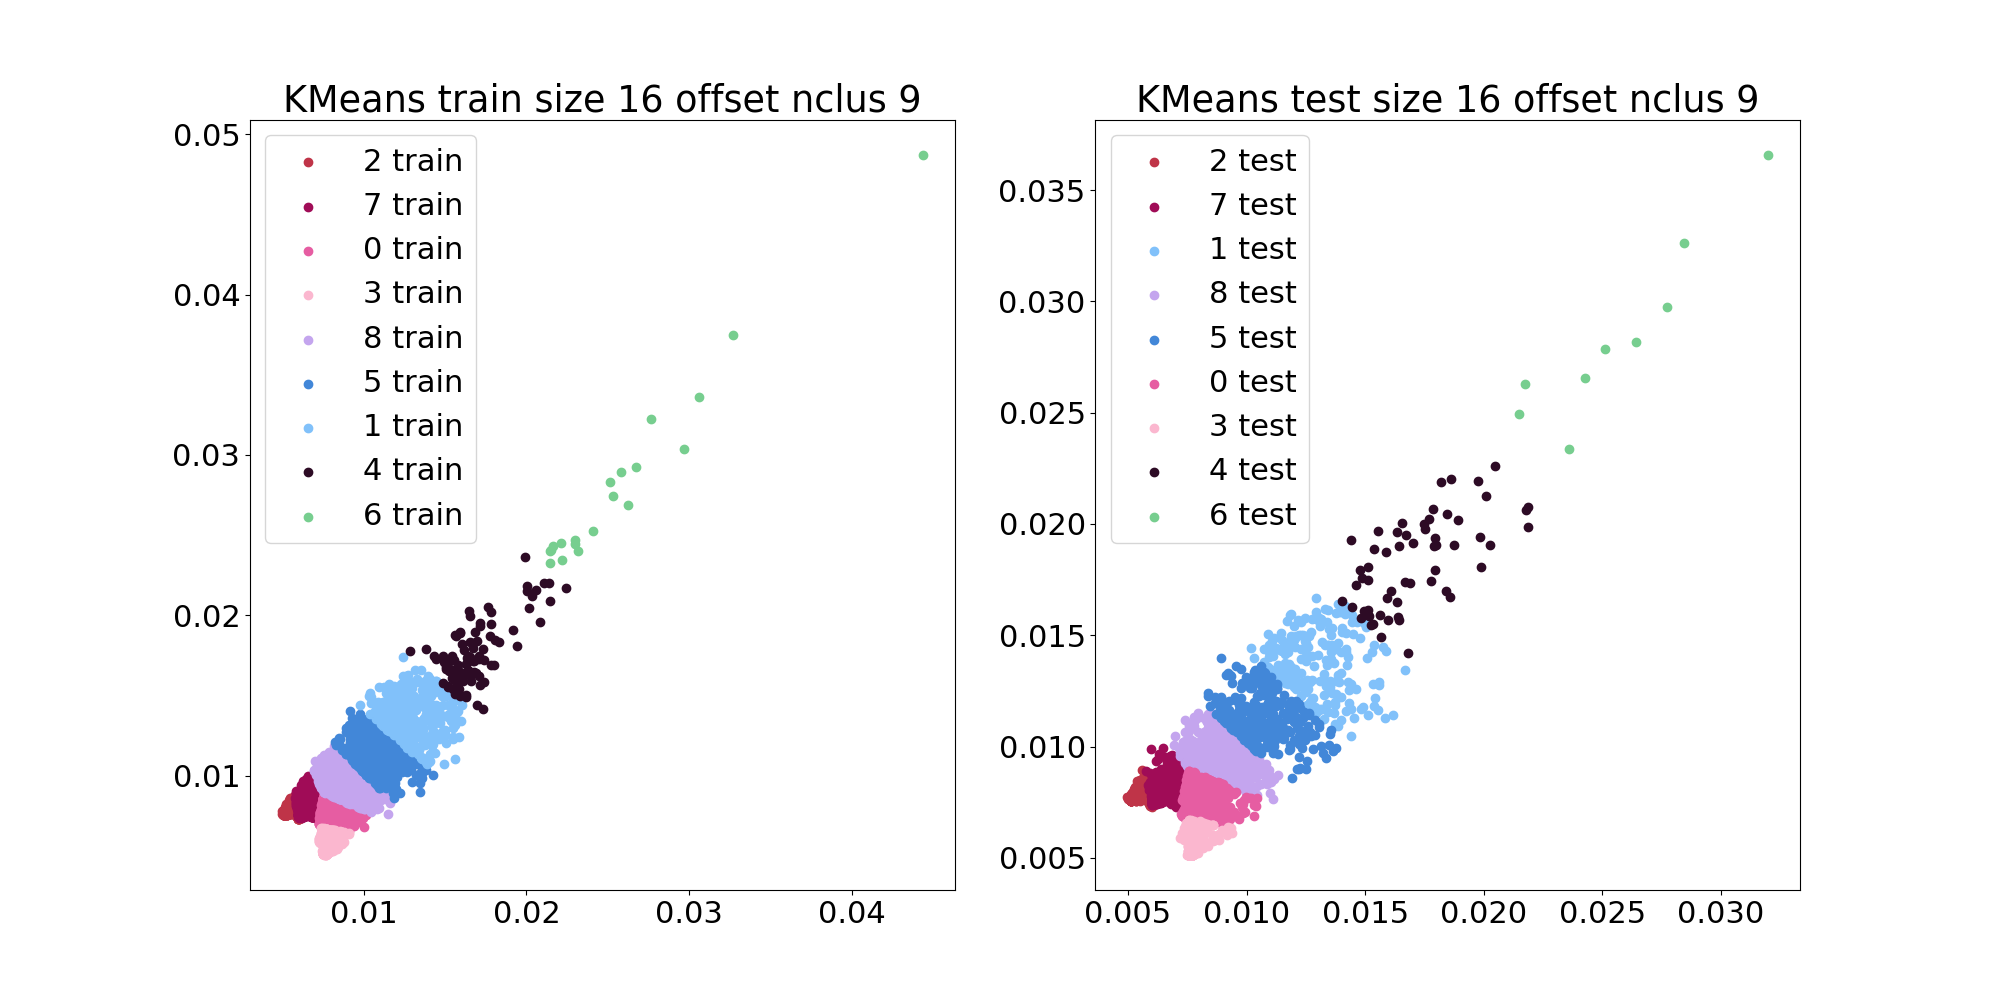 KMeans train size 16 offset nclus 9
0.05
0.04
0.03
0.02
0.01
2 train
7 train
0 train
3 train
8 train
5 train
1 train
4 train
6 train
0.01 0.02 0.03 0.04
KMeans test size 16 offset nclus 9
0.035
0.030
0.025
0.020
0.015
0.010
0.005
2 test
7 test
1 test
8 test
5 test
0 test
3 test
4 test
6 test
0.005 0.010 0.015 0.020 0.025 0.030